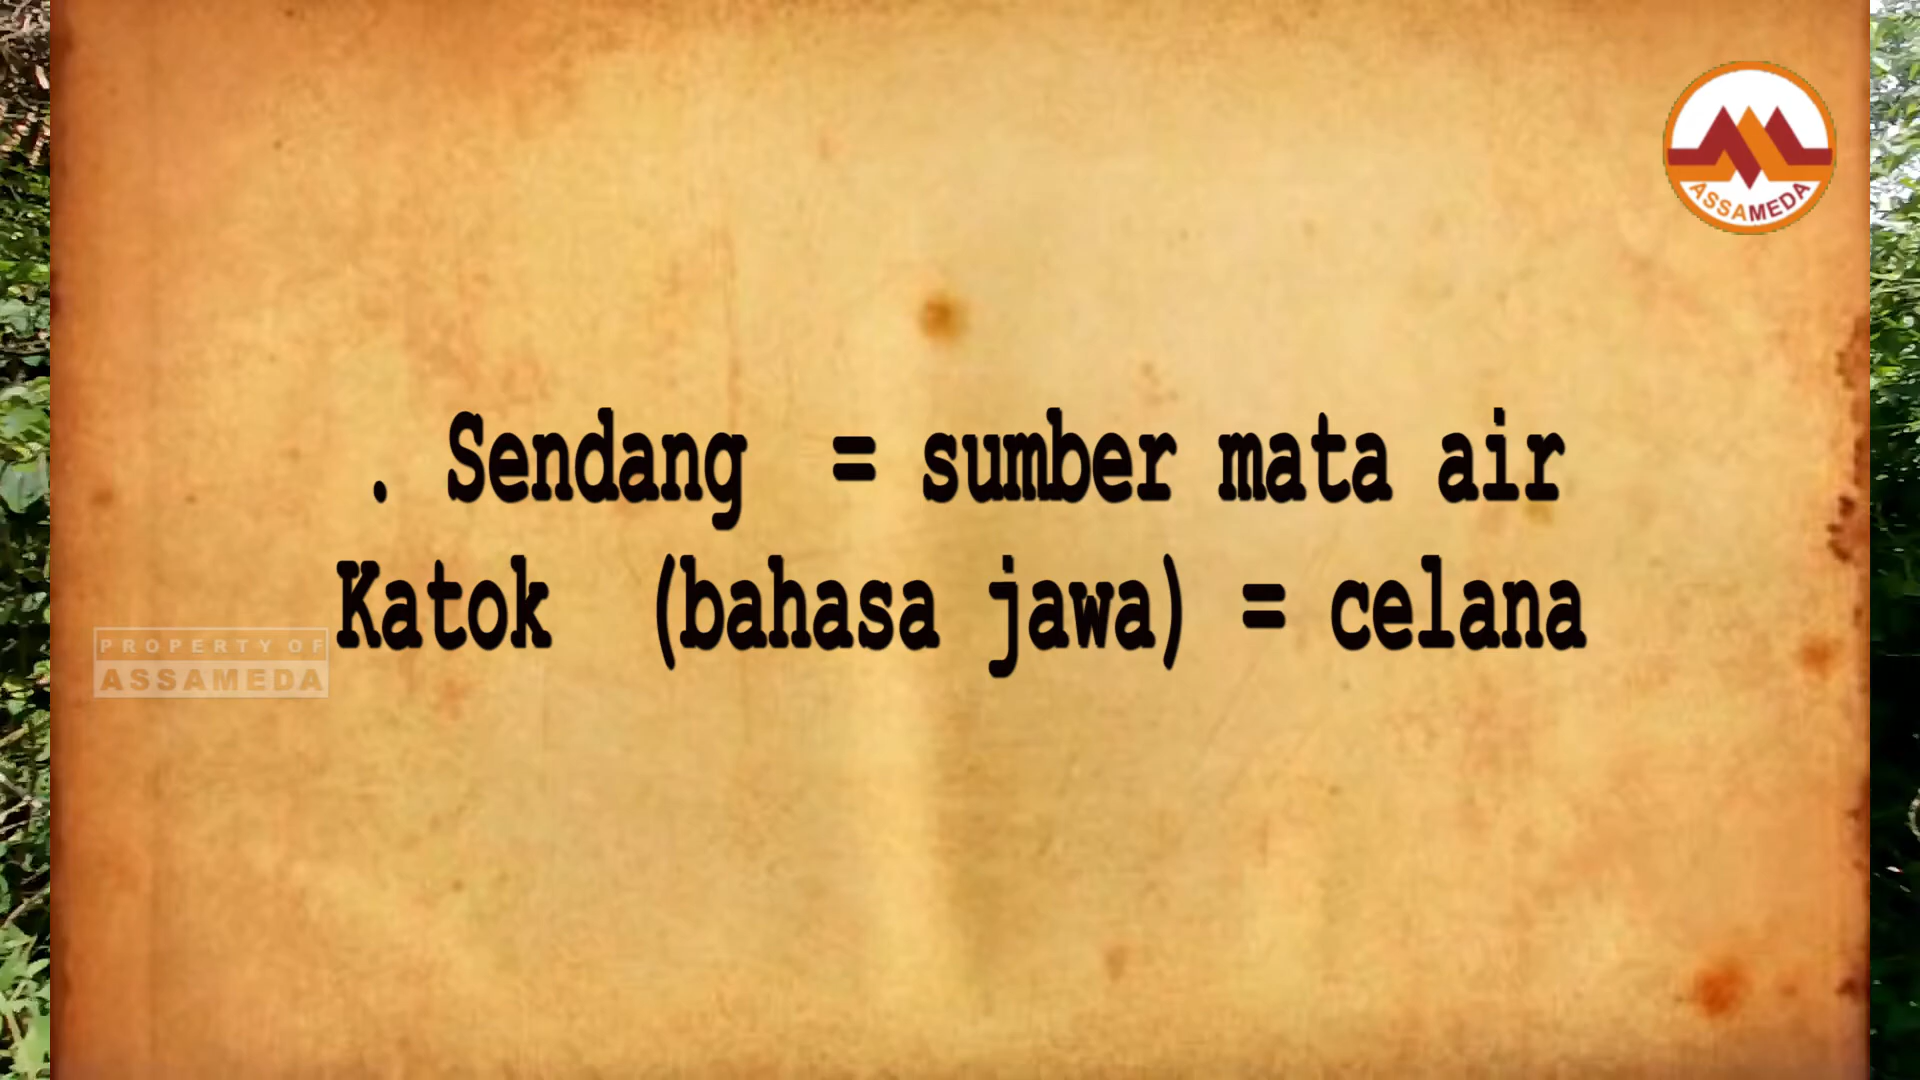 ASSAMEDA
. Sendang = sumber mata air
Katok (bahasa jawa) = celana
PROPERTY OF
ASSAMEDA